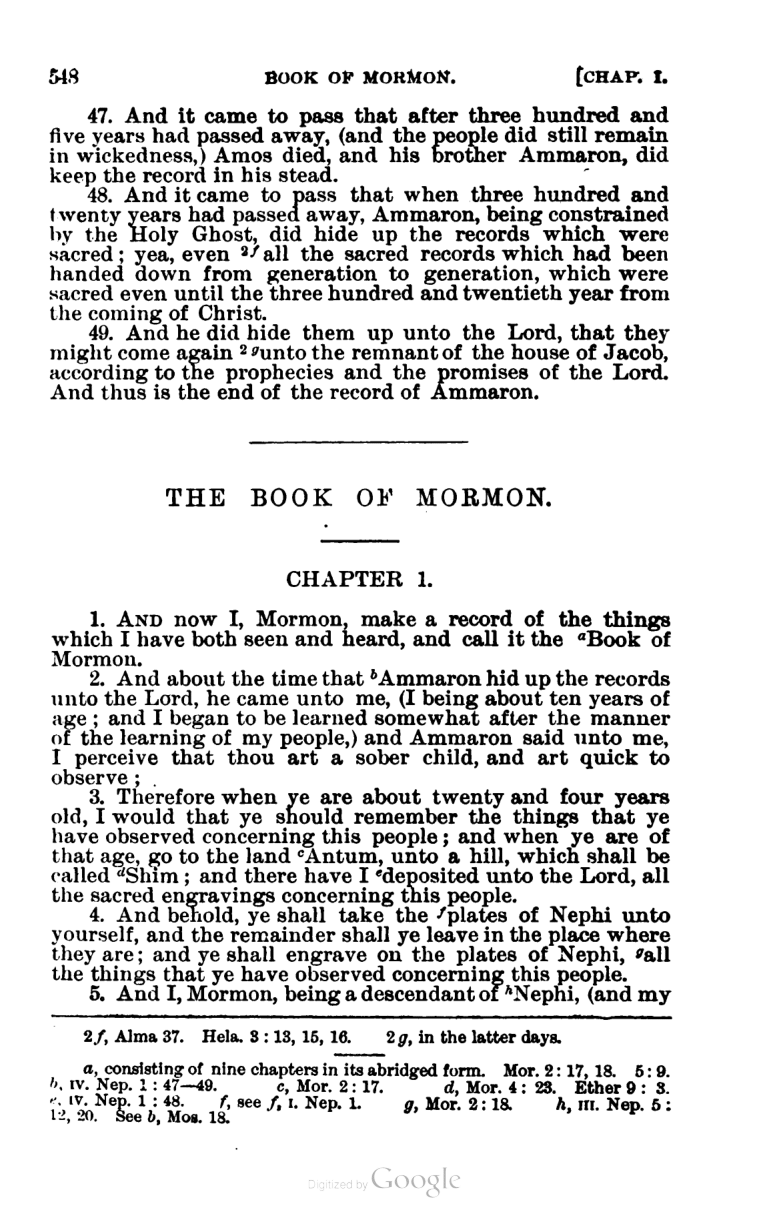 548 BOOK OF MORMON. [CHAP. I.
47. And it came to pass that after three hundred and
five years had passed away, (and the people did still remain
in wickedness,) Amos died, and his brother Ammaron, did
keep the record in his stead.
48. And it came to pass that when three hundred and
twenty years had passed away, Ammaron, being constrained
by the Holy Ghost, did hide up the records which were
sacred; yea, even 2f all the sacred records which had been
handed down from generation to generation, which were
sacred even until the three hundred and twentieth year from
the coming of Christ.
49. And he did hide them up unto the Lord, that they
might come again 2g unto the remnant of the house of Jacob,
according to the prophecies and the promises of the Lord.
And thus is the end of the record of Ammaron.
THE BOOK OF MORMON.
CHAPTER 1.
1. AND now I, Mormon, make a record of the things
which I have both seen and heard, and call it the aBook of
Mormon.
2. And about the time that bAmmaron hid up the records
unto the Lord, he came unto me, (I being about ten years of
age; and I began to be learned somewhat after the manner
of the learning of my people,) and Ammaron said unto me,
I perceive that thou art a sober child, and art quick to
observe;
3. Therefore when ye are about twenty and four years
old, I would that ye should remember the things that ye
have observed concerning this people; and when ye are of
that age, go to the land cAntum, unto a hill, which shall be
called dShim; and there have I edeposited unto the Lord, all
the sacred engravings concerning this people.
4. And behold, ye shall take the fplates of Nephi unto
yourself, and the remainder shall ye leave in the place where
they are; and ye shall engrave on the plates of Nephi, gall
the things that ye have observed concerning this people.
5. And I, Mormon, being a descendant of hNephi, (and my
2f, Alma 37. Hela. 3:13, 15, 16. 2g, in the latter days.
a, consisting of nine chapters in its abridged form. Mor. 2:17, 18. 5:9.
b, IV. Nep. 1:47—49. c, Mor. 2:17. d, Mor. 4:23. Ether 9:3.
e, IV. Nep. 1:48. f, see f, I. Nep. 1. g, Mor. 2:18. h, III. Nep. 5:
12, 20. See b, Mos. 18.
Digitized by Google